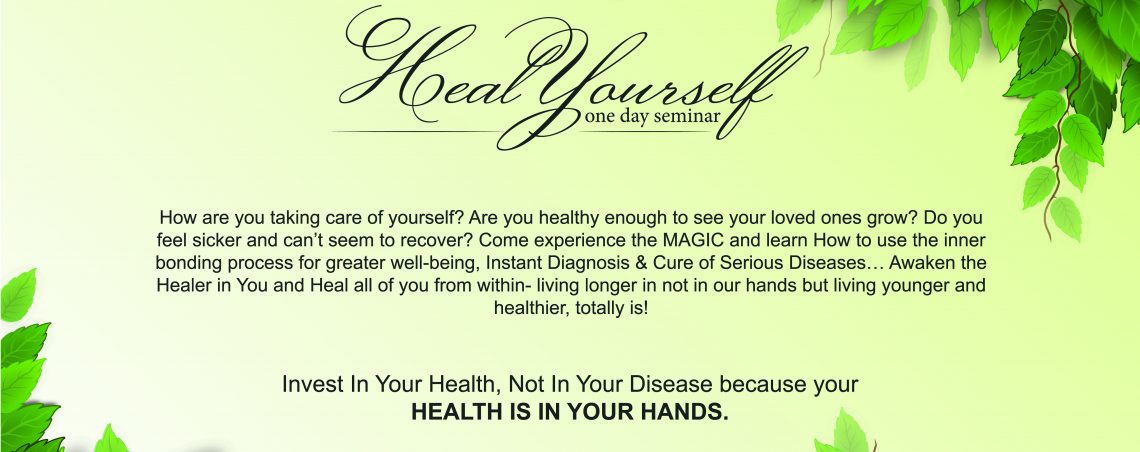 Heal Yourself
one day seminar
How are you taking care of yourself? Are you healthy enough to see your loved ones grow? Do you
feel sicker and can't seem to recover? Come experience the MAGIC and learn How to use the inner
bonding process for greater well-being, Instant Diagnosis & Cure of Serious Diseases… Awaken the
Healer in You and Heal all of you from within- living longer in not in our hands but living younger and
healthier, totally is!
Invest In Your Health, Not In Your Disease because your
HEALTH IS IN YOUR HANDS.